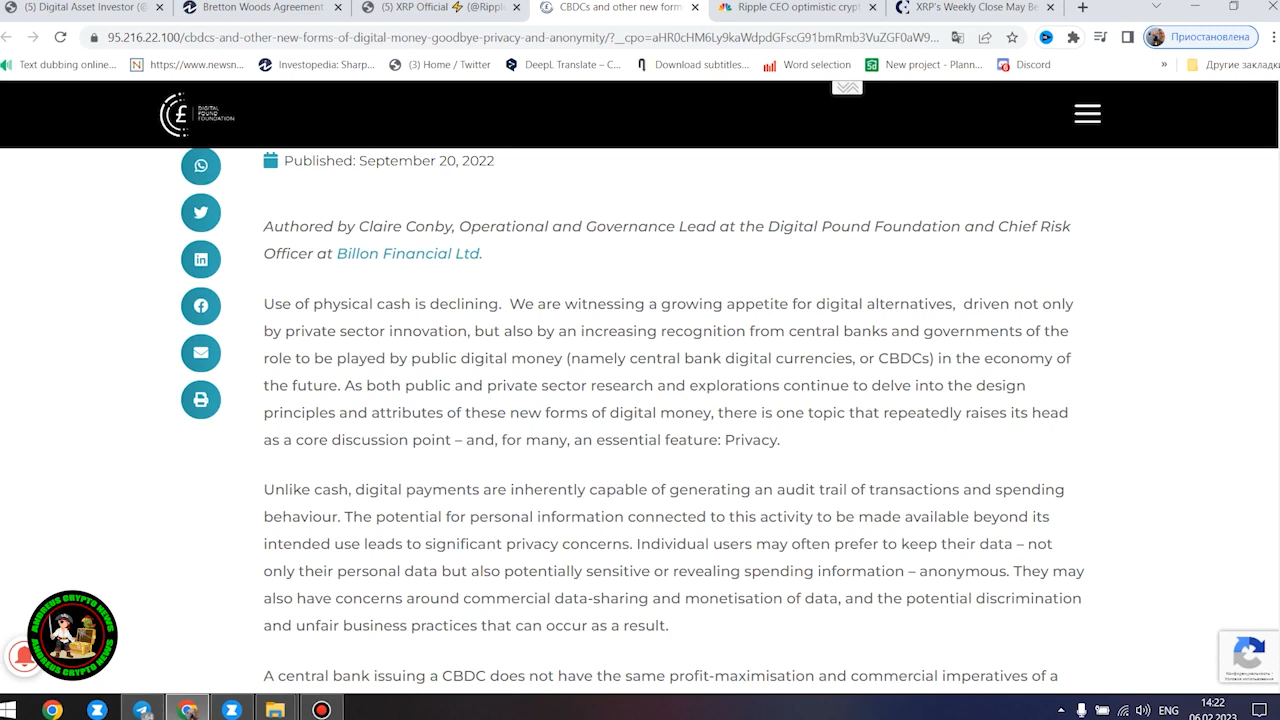 (5) Digital Asset Investor (@
Bretton Woods Agreement
(5) XRP Official ⚡ (@Ripple
CBDCs and other new form
Ripple CEO optimistic crypt
XRP's Weekly Close May Be
95.216.22.100/cbdcs-and-other-new-forms-of-digital-money-goodbye-privacy-and-anonymity/?__cpo=aHR0cHM6Ly9kaWdpdGFscG91bmRmb3VuZGF0aW9...
Приостановлена
Text dubbing online...
https://www.newsn...
Investopedia: Sharp...
(3) Home / Twitter
DeepL Translate – C...
Download subtitles...
Word selection
New project - Plann...
Discord
»
Другие закладки
DIGITAL
POUND
FOUNDATION
Published: September 20, 2022
Authored by Claire Conby, Operational and Governance Lead at the Digital Pound Foundation and Chief Risk
Officer at Billon Financial Ltd.
Use of physical cash is declining.  We are witnessing a growing appetite for digital alternatives,  driven not only
by private sector innovation, but also by an increasing recognition from central banks and governments of the
role to be played by public digital money (namely central bank digital currencies, or CBDCs) in the economy of
the future. As both public and private sector research and explorations continue to delve into the design
principles and attributes of these new forms of digital money, there is one topic that repeatedly raises its head
as a core discussion point – and, for many, an essential feature: Privacy.
Unlike cash, digital payments are inherently capable of generating an audit trail of transactions and spending
behaviour. The potential for personal information connected to this activity to be made available beyond its
intended use leads to significant privacy concerns. Individual users may often prefer to keep their data – not
only their personal data but also potentially sensitive or revealing spending information – anonymous. They may
also have concerns around commercial data-sharing and monetisation of data, and the potential discrimination
and unfair business practices that can occur as a result.
A central bank issuing a CBDC does not have the same profit-maximisation and commercial imperatives of a
ANDREUS CRYPTO NEWS
ANDREUS CRYPTO NEWS
ENG
14:22
06.02.2023